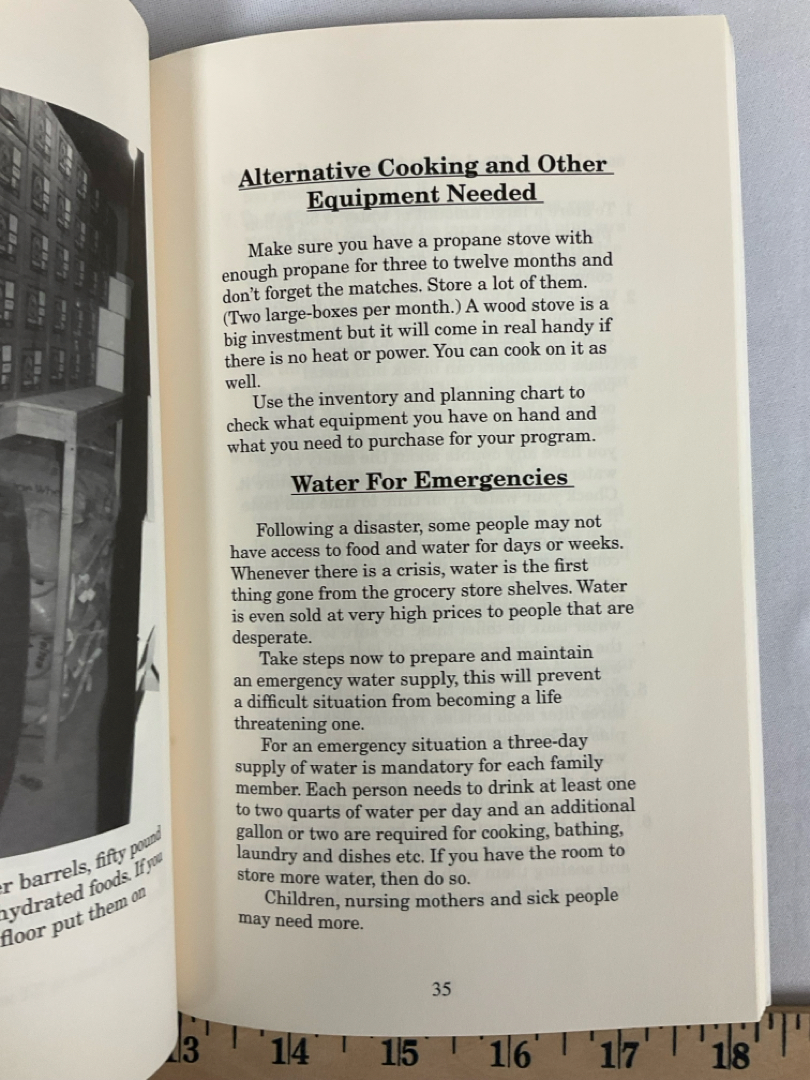 er barrels, fifty pound
hydrated foods. If you
floor put them on
Alternative Cooking and Other
Equipment Needed
Make sure you have a propane stove with
enough propane for three to twelve months and
don't forget the matches. Store a lot of them.
(Two large-boxes per month.) A wood stove is a
big investment but it will come in real handy if
there is no heat or power. You can cook on it as
well.
Use the inventory and planning chart to
check what equipment you have on hand and
what you need to purchase for your program.
Water For Emergencies
Following a disaster, some people may not
have access to food and water for days or weeks.
Whenever there is a crisis, water is the first
thing gone from the grocery store shelves. Water
is even sold at very high prices to people that are
desperate.
Take steps now to prepare and maintain
an emergency water supply, this will prevent
a difficult situation from becoming a life
threatening one.
For an emergency situation a three-day
supply of water is mandatory for each family
member. Each person needs to drink at least one
to two quarts of water per day and an additional
gallon or two are required for cooking, bathing,
laundry and dishes etc. If you have the room to
store more water, then do so.
Children, nursing mothers and sick people
may need more.
35
13 14 15 16 17 18